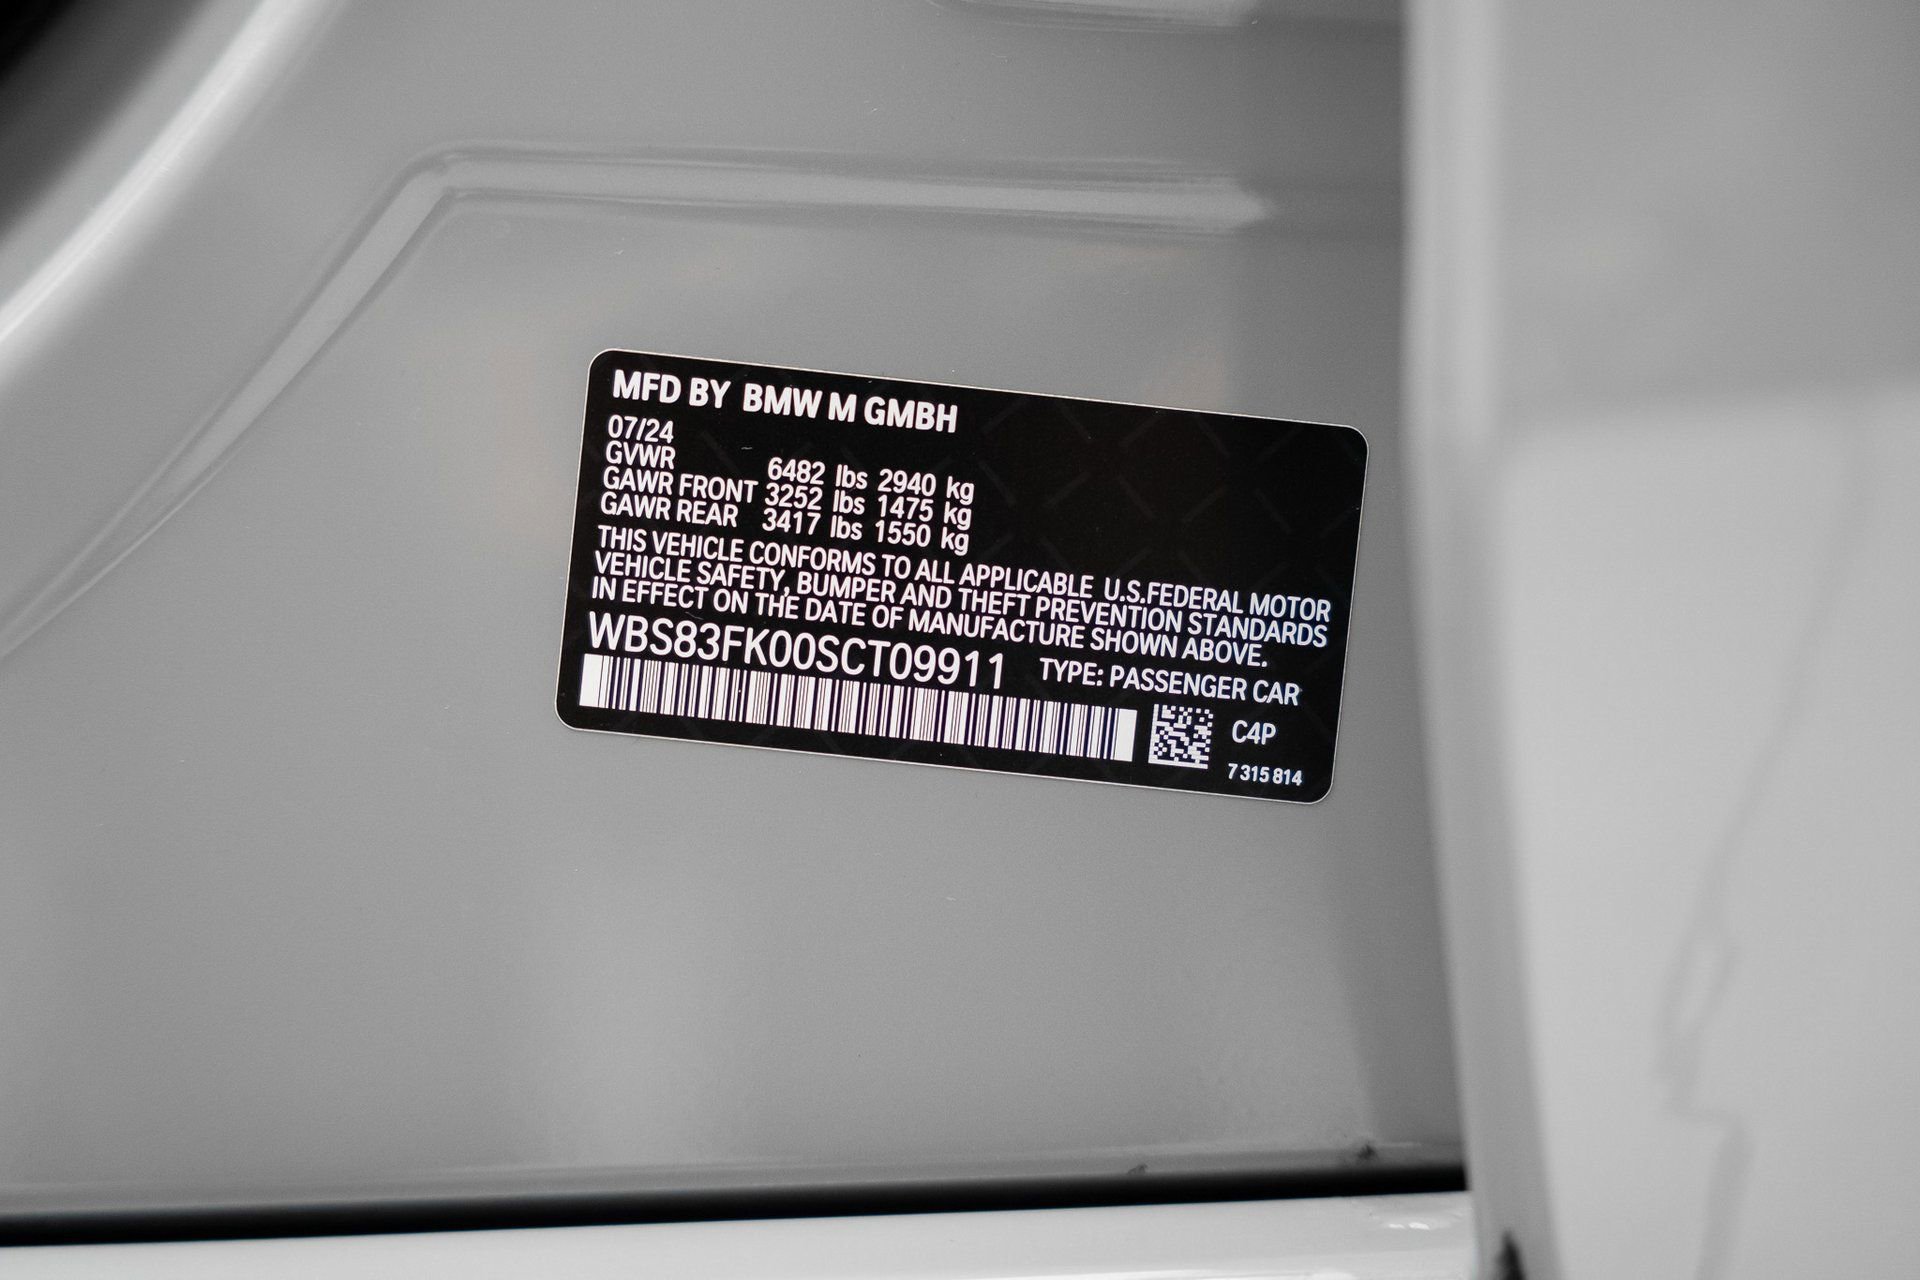 MFD BY BMW M GMBH
07/24
GVWR 6482 lbs 2940 kg
GAWR FRONT 3252 lbs 1475 kg
GAWR REAR 3417 lbs 1550 kg
THIS VEHICLE CONFORMS TO ALL APPLICABLE U.S.FEDERAL MOTOR
VEHICLE SAFETY, BUMPER AND THEFT PREVENTION STANDARDS
IN EFFECT ON THE DATE OF MANUFACTURE SHOWN ABOVE.
WBS83FK00SCT09911 TYPE: PASSENGER CAR
C4P
7 315 814